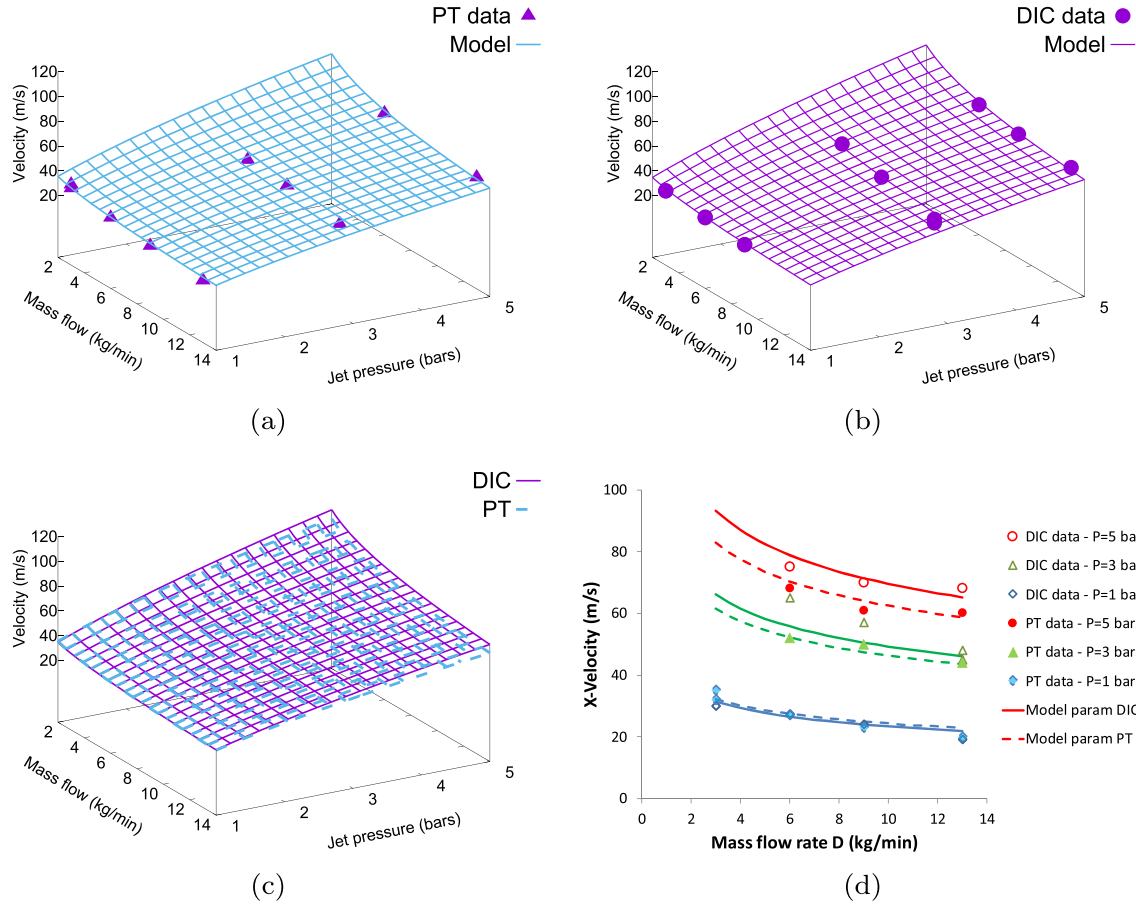 PT data
Model
Velocity (m/s)
120
100
80
60
40
20
2
4
6
8
10
12
14
Mass flow (kg/min)
1
2
3
4
5
Jet pressure (bars)
(a)
DIC data
Model
Velocity (m/s)
120
100
80
60
40
20
2
4
6
8
10
12
14
Mass flow (kg/min)
1
2
3
4
5
Jet pressure (bars)
(b)
DIC
PT
Velocity (m/s)
120
100
80
60
40
20
2
4
6
8
10
12
14
Mass flow (kg/min)
1
2
3
4
5
Jet pressure (bars)
(c)
X-Velocity (m/s)
100
80
60
40
20
0
0
2
4
6
8
10
12
14
Mass flow rate D (kg/min)
DIC data - P=5 ba
DIC data - P=3 ba
DIC data - P=1 ba
PT data - P=5 bar
PT data - P=3 bar
PT data - P=1 bar
Model param DIC
Model param PT
(d)